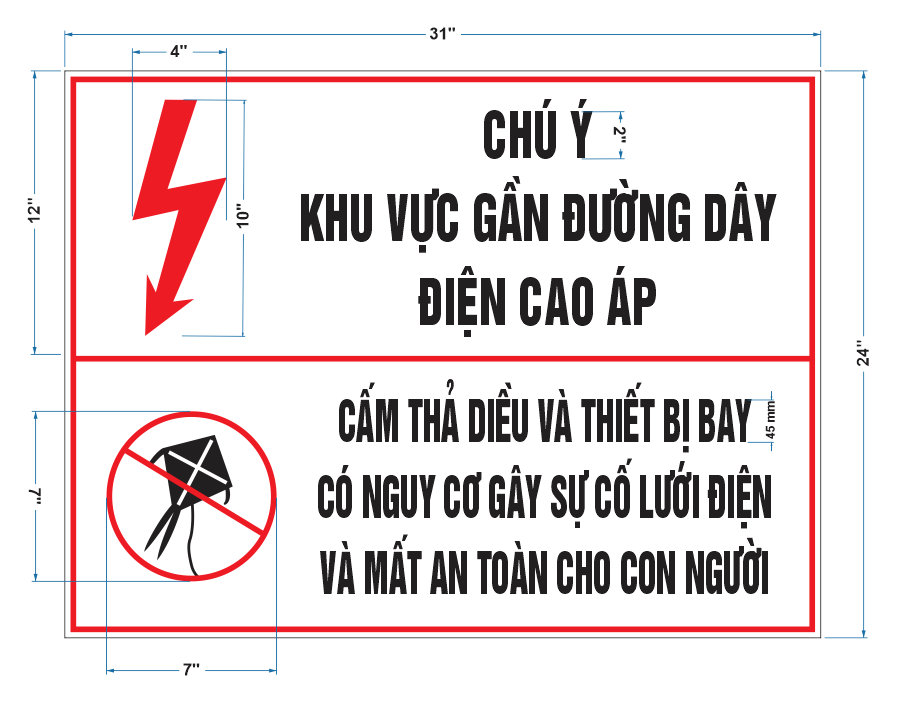 31"
4"
CHÚ Ý
2"
12"
10"
KHU VỰC GẦN ĐƯỜNG DÂY
ĐIỆN CAO ÁP
24"
CẤM THẢ DIỀU VÀ THIẾT BỊ BAY
45 mm
7"
CÓ NGUY CƠ GÂY SỰ CỐ LƯỚI ĐIỆN
VÀ MẤT AN TOÀN CHO CON NGƯỜI
7"